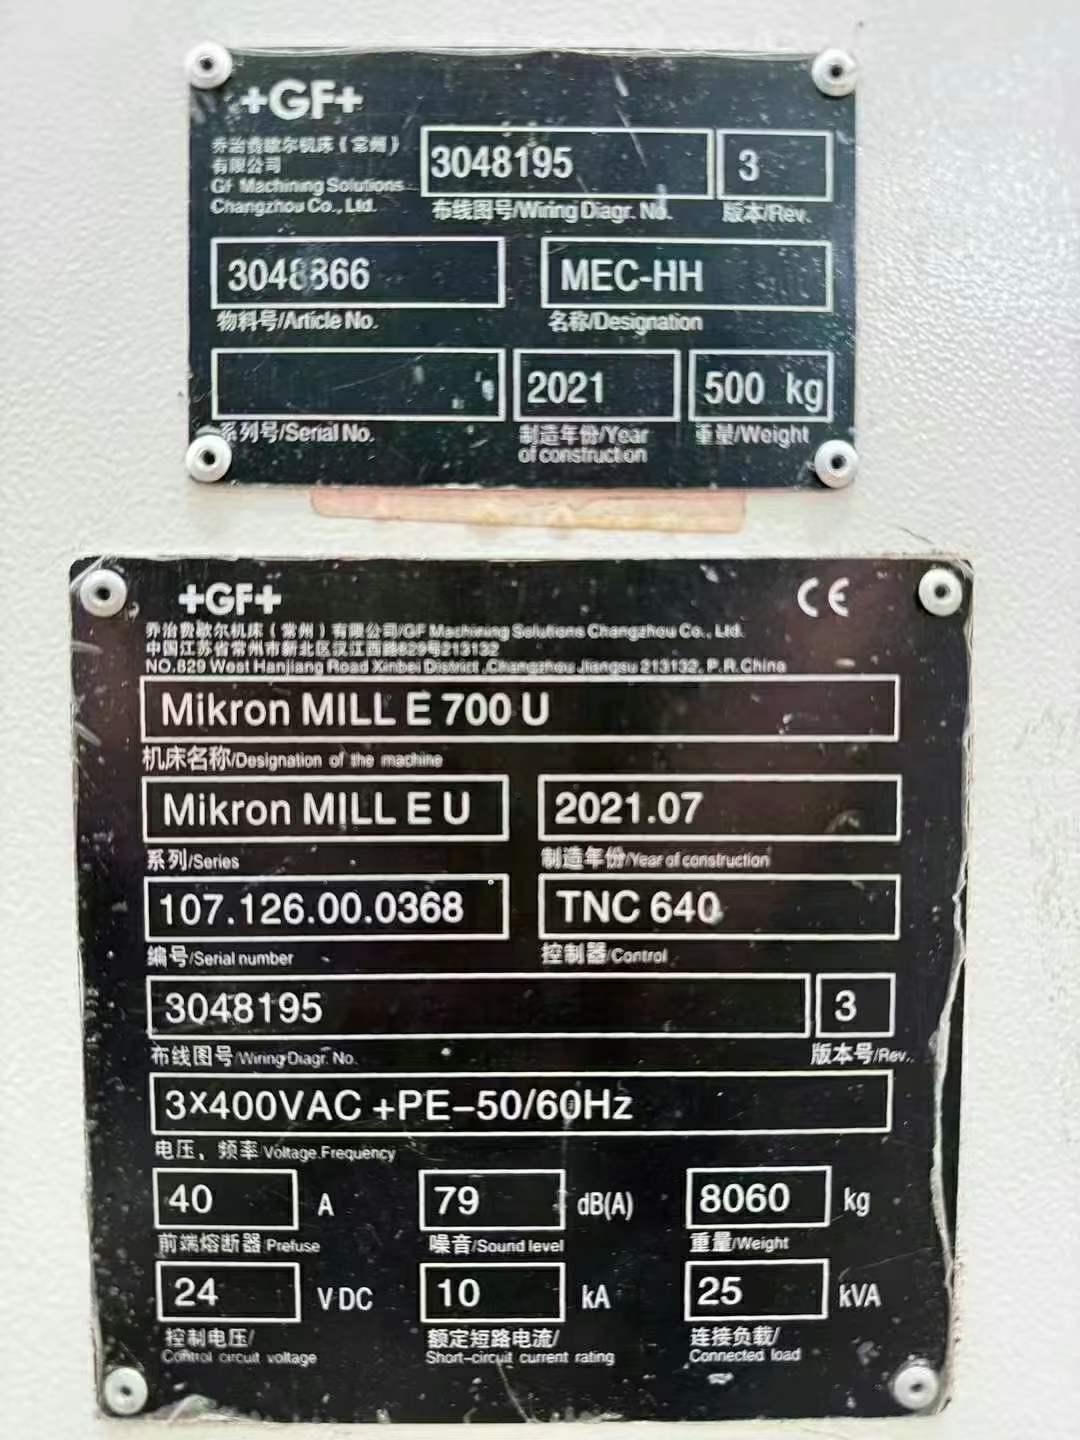 +GF+
乔治费歇尔机床（常州）
有限公司
GF Machining Solutions
Changzhou Co., Ltd.
3048195
3
布线图号/Wiring Diagr. No.
版本/Rev.
3048866
MEC-HH
物料号/Article No.
名称/Designation
2021
500 kg
系列号/Serial No.
制造年份/Year
of construction
重量/Weight
+GF+
CE
乔治费歇尔机床（常州）有限公司/GF Machining Solutions Changzhou Co., Ltd.
中国江苏省常州市新北区汉江西路829号213132
NO.829 West Hanjiang Road Xinbei District ,Changzhou Jiangsu 213132, P.R.China
Mikron MILL E 700 U
机床名称/Designation of the machine
Mikron MILL E U
2021.07
系列/Series
制造年份/Year of construction
107.126.00.0368
TNC 640
编号/Serial number
控制器/Control
3048195
3
布线图号/Wiring Diagr. No.
版本号/Rev.
3×400VAC +PE-50/60Hz
电压，频率/Voltage.Frequency
40 A
79 dB(A)
8060 kg
前端熔断器/Prefuse
噪音/Sound level
重量/Weight
24 V DC
10 kA
25 kVA
控制电压/
Control circuit voltage
额定短路电流/
Short-circuit current rating
连接负载/
Connected load